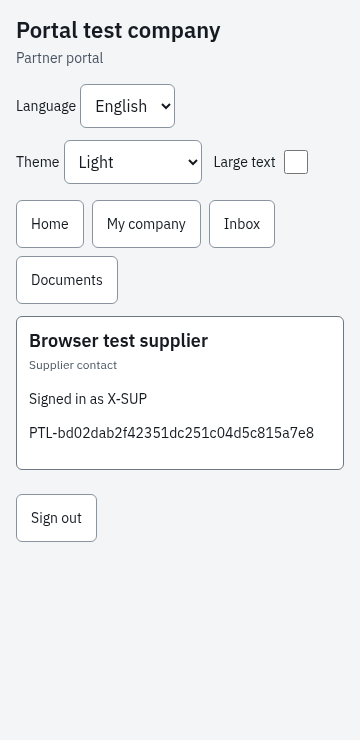 Portal test company
Partner portal
Language English
Theme Light Large text
Home My company Inbox
Documents
Browser test supplier
Supplier contact
Signed in as X-SUP
PTL-bd02dab2f42351dc251c04d5c815a7e8
Sign out